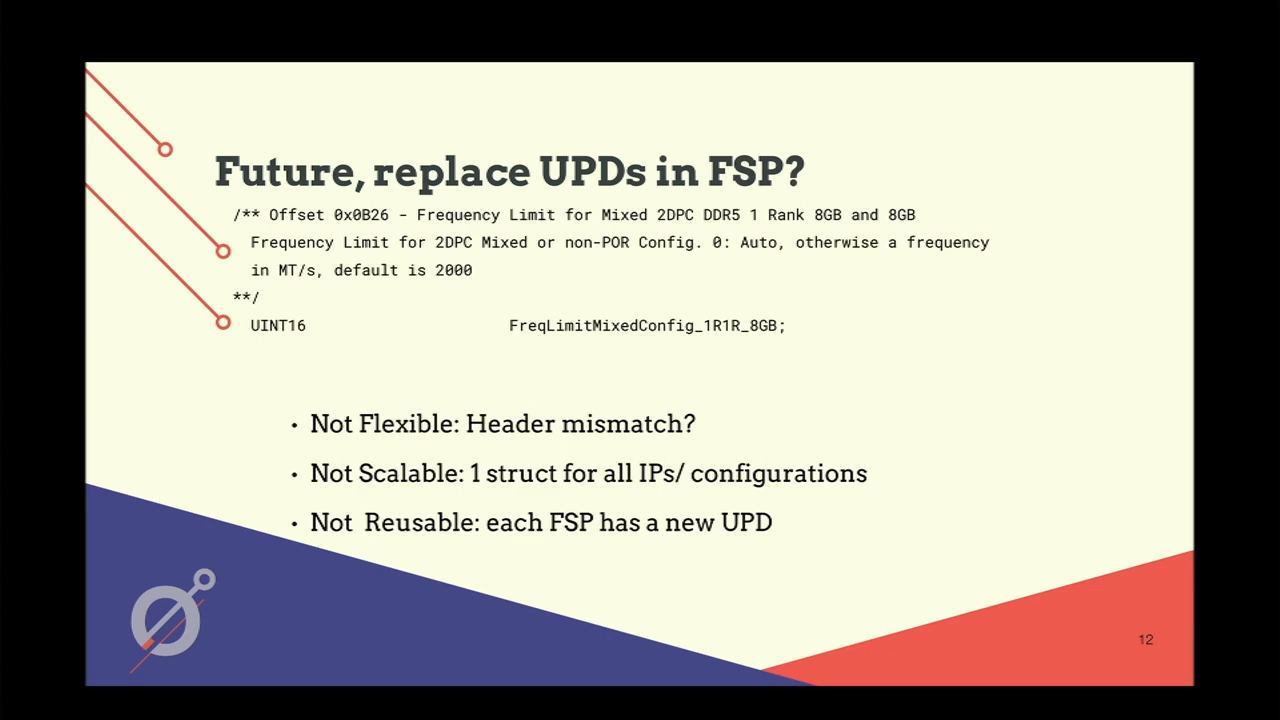 Future, replace UPDs in FSP?
/** Offset 0x0B26 - Frequency Limit for Mixed 2DPC DDR5 1 Rank 8GB and 8GB
Frequency Limit for 2DPC Mixed or non-POR Config. 0: Auto, otherwise a frequency
in MT/s, default is 2000
**/
UINT16 FreqLimitMixedConfig_1R1R_8GB;
• Not Flexible: Header mismatch?
• Not Scalable: 1 struct for all IPs/ configurations
• Not Reusable: each FSP has a new UPD
12